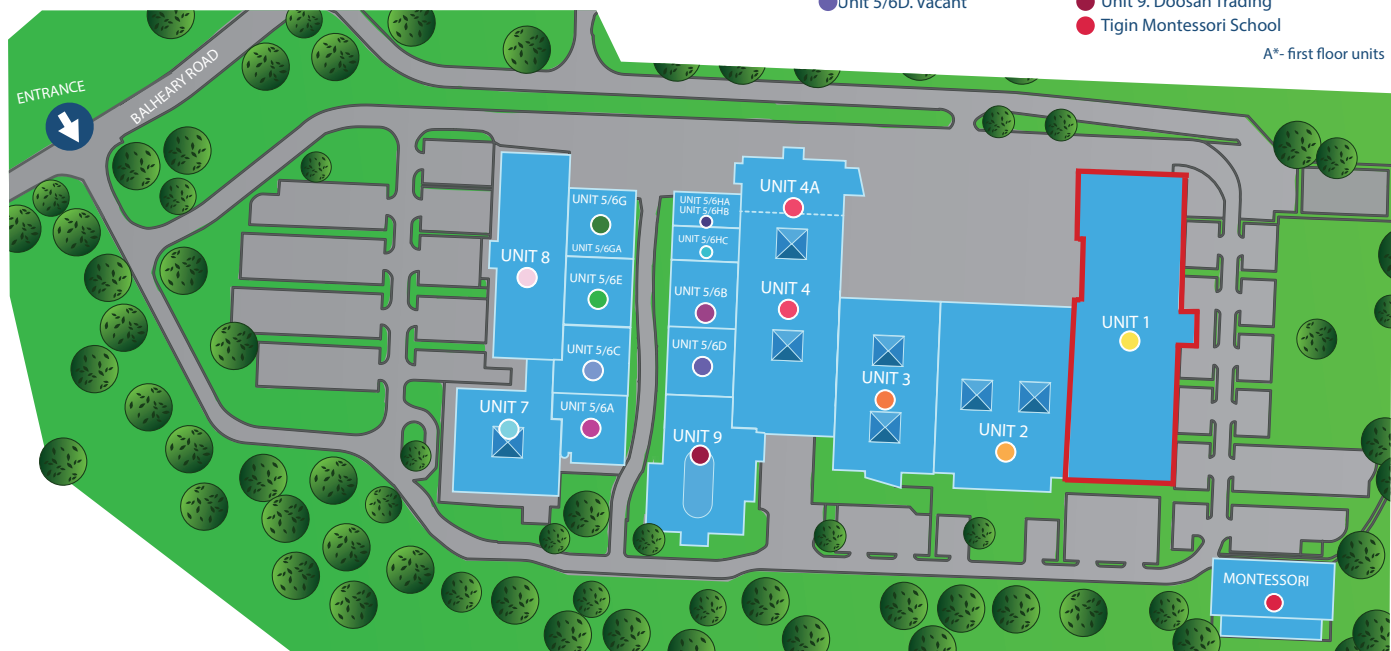 Unit 5/6D. Vacant
Unit 9. Doosan Trading
Tigin Montessori School
A*- first floor units
ENTRANCE
BALHEARY ROAD
UNIT 8
UNIT 5/6G
UNIT 5/6GA
UNIT 5/6E
UNIT 5/6C
UNIT 5/6A
UNIT 7
UNIT 5/6HA
UNIT 5/6HB
UNIT 5/6HC
UNIT 5/6B
UNIT 5/6D
UNIT 9
UNIT 4A
UNIT 4
UNIT 3
UNIT 2
UNIT 1
MONTESSORI